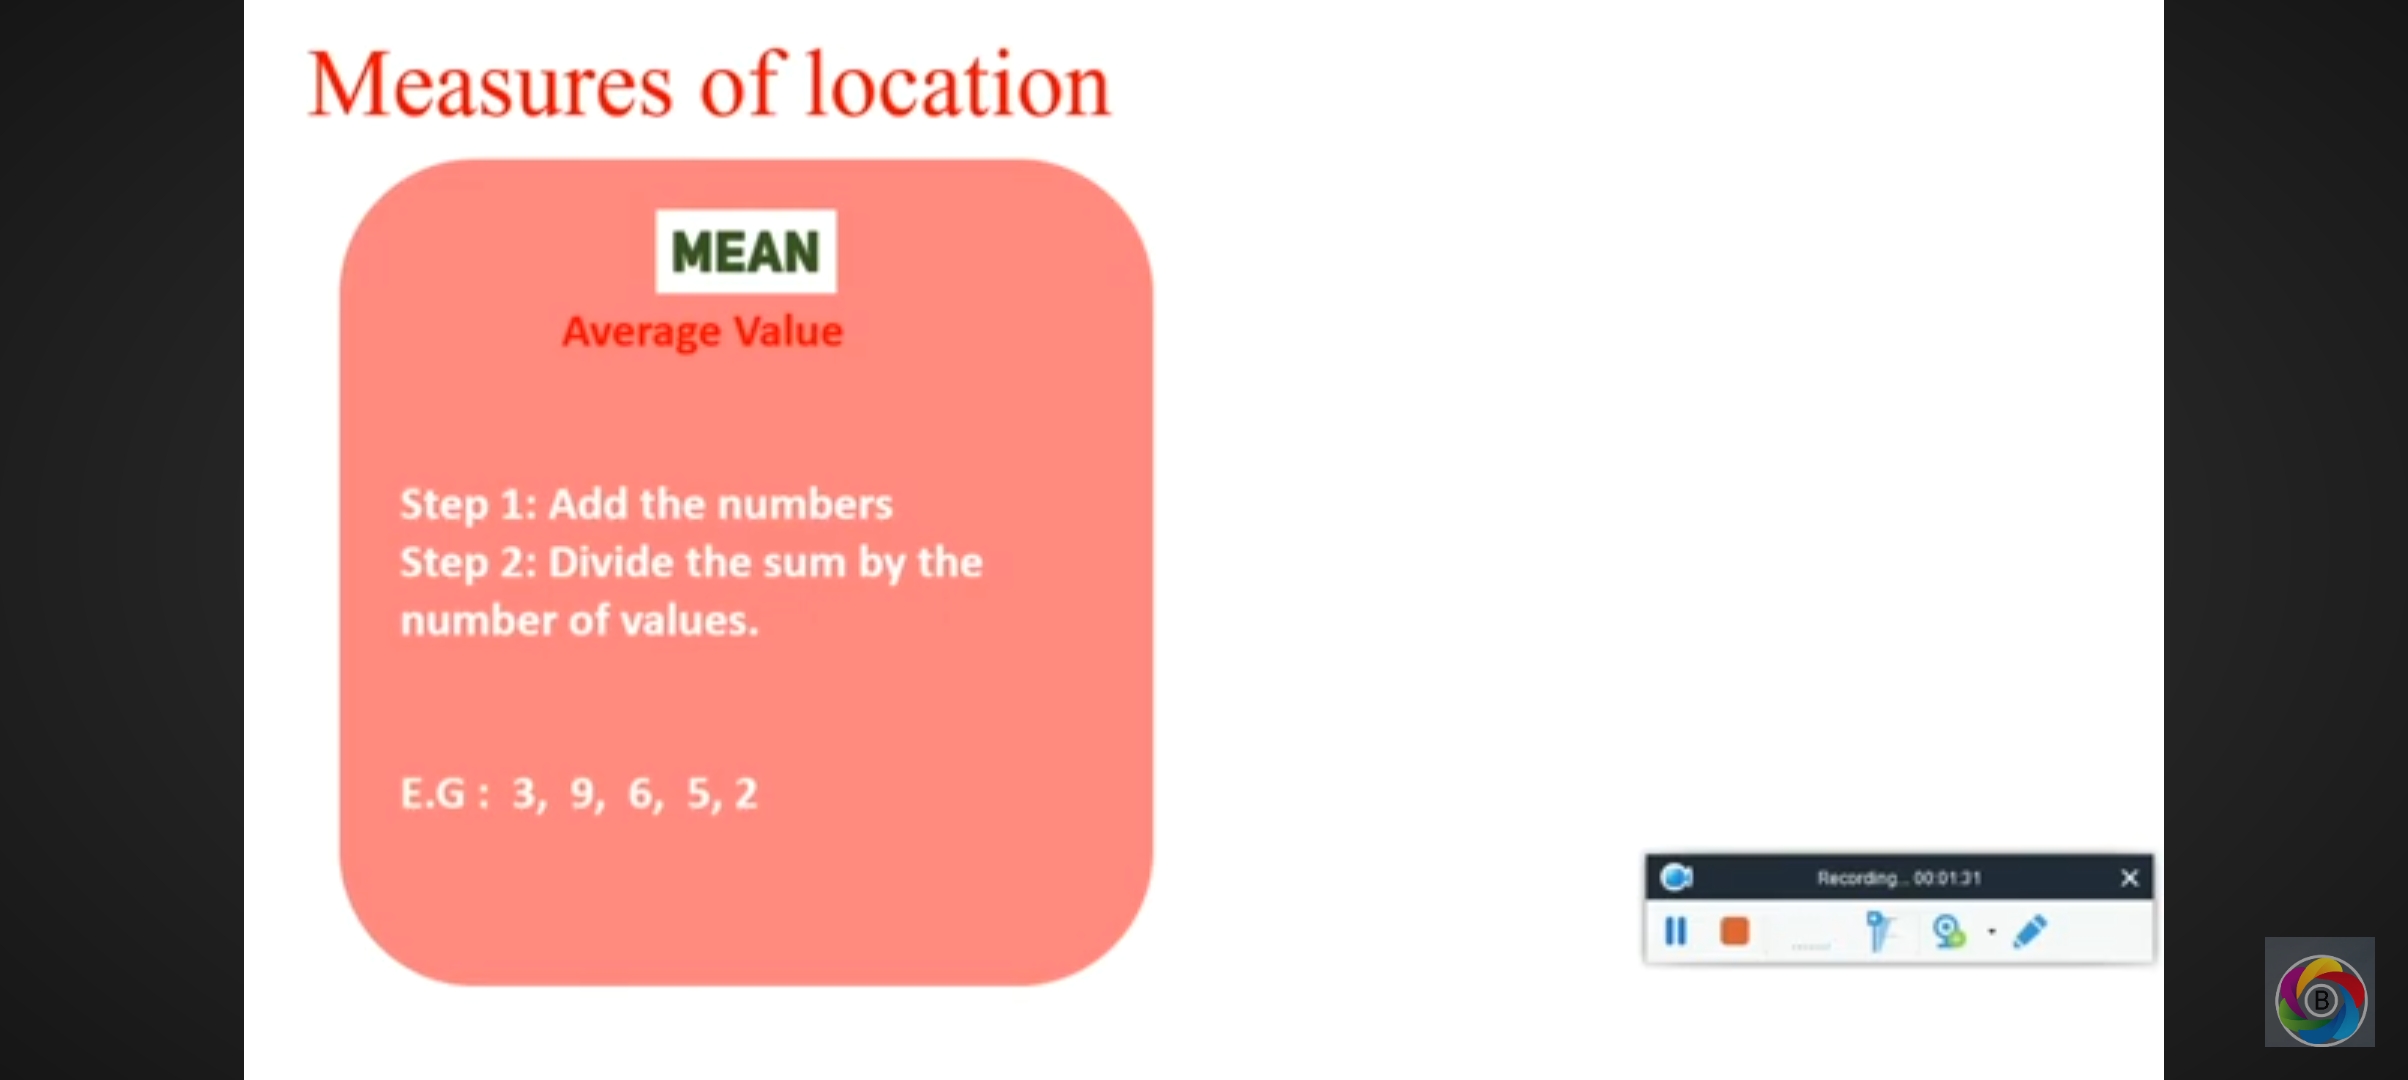 Measures of location
MEAN
Average Value
Step 1: Add the numbers
Step 2: Divide the sum by the
number of values.
E.G : 3, 9, 6, 5, 2
Recording... 00:01:31
B